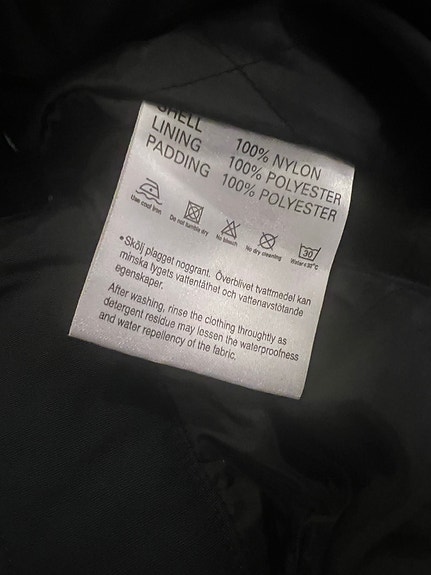 SHELL 100% NYLON
LINING 100% POLYESTER
PADDING 100% POLYESTER
Use cool iron Do not tumble dry No bleach No dry cleaning 30 Water≤30°C
•Skölj plagget noggrant. Överblivet tvättmedel kan
minska tygets vattentäthet och vattenavstötande
egenskaper.
After washing, rinse the clothing throughtly as
detergent residue may lessen the waterproofness
and water repellency of the fabric.